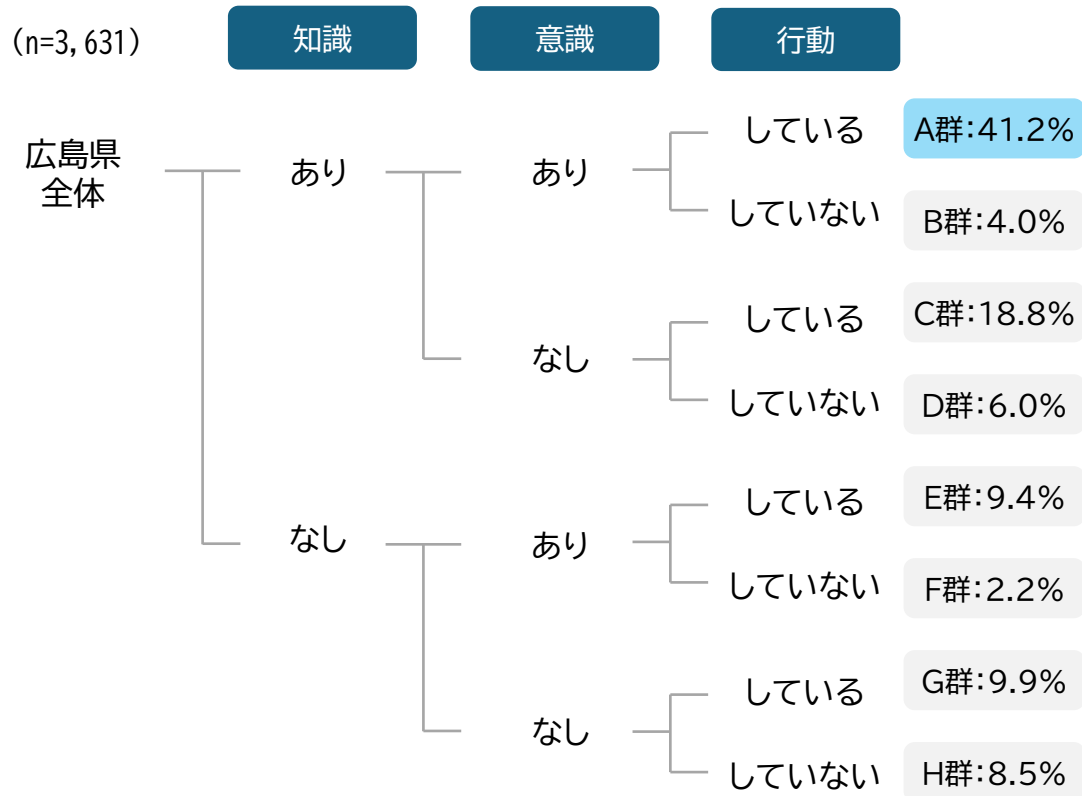 (n=3,631)
知識
意識
行動
広島県
全体
あり
あり
している
A群:41.2%
していない
B群:4.0%
なし
している
C群:18.8%
していない
D群:6.0%
なし
あり
している
E群:9.4%
していない
F群:2.2%
なし
している
G群:9.9%
していない
H群:8.5%